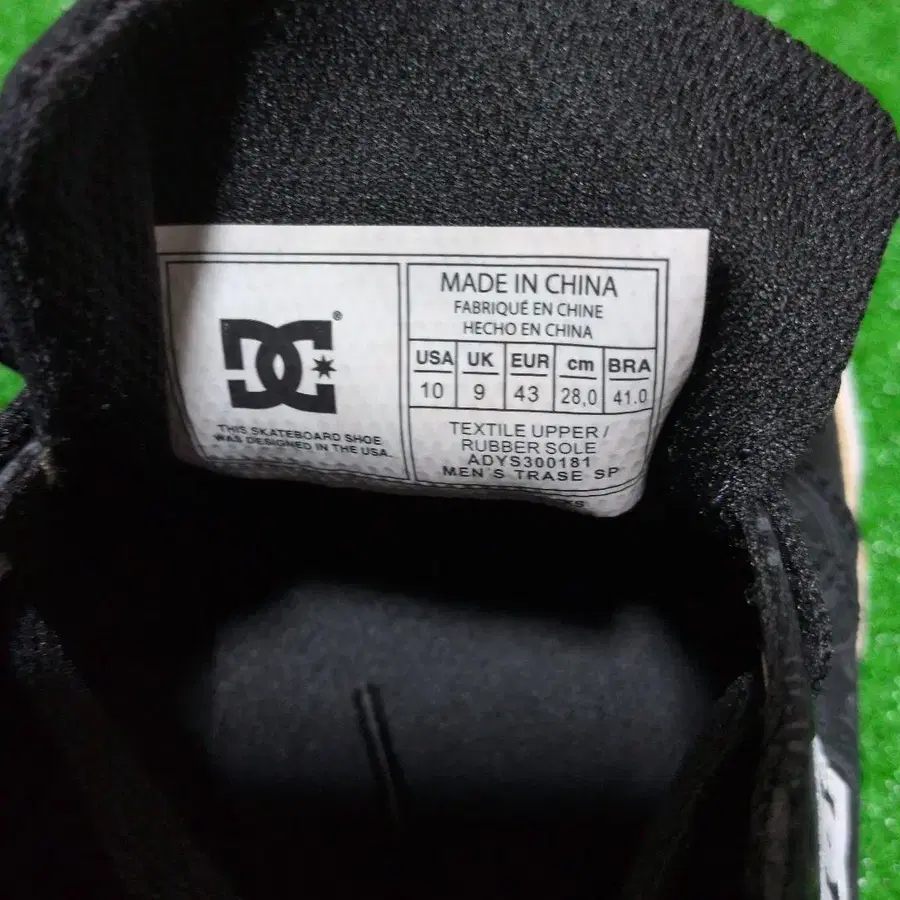 DC®
THIS SKATEBOARD SHOE
WAS DESIGNED IN THE USA.
MADE IN CHINA
FABRIQUÉ EN CHINE
HECHO EN CHINA
USA UK EUR cm BRA
10 9 43 28,0 41.0
TEXTILE UPPER /
RUBBER SOLE
ADYS300181
MEN'S TRASE SP